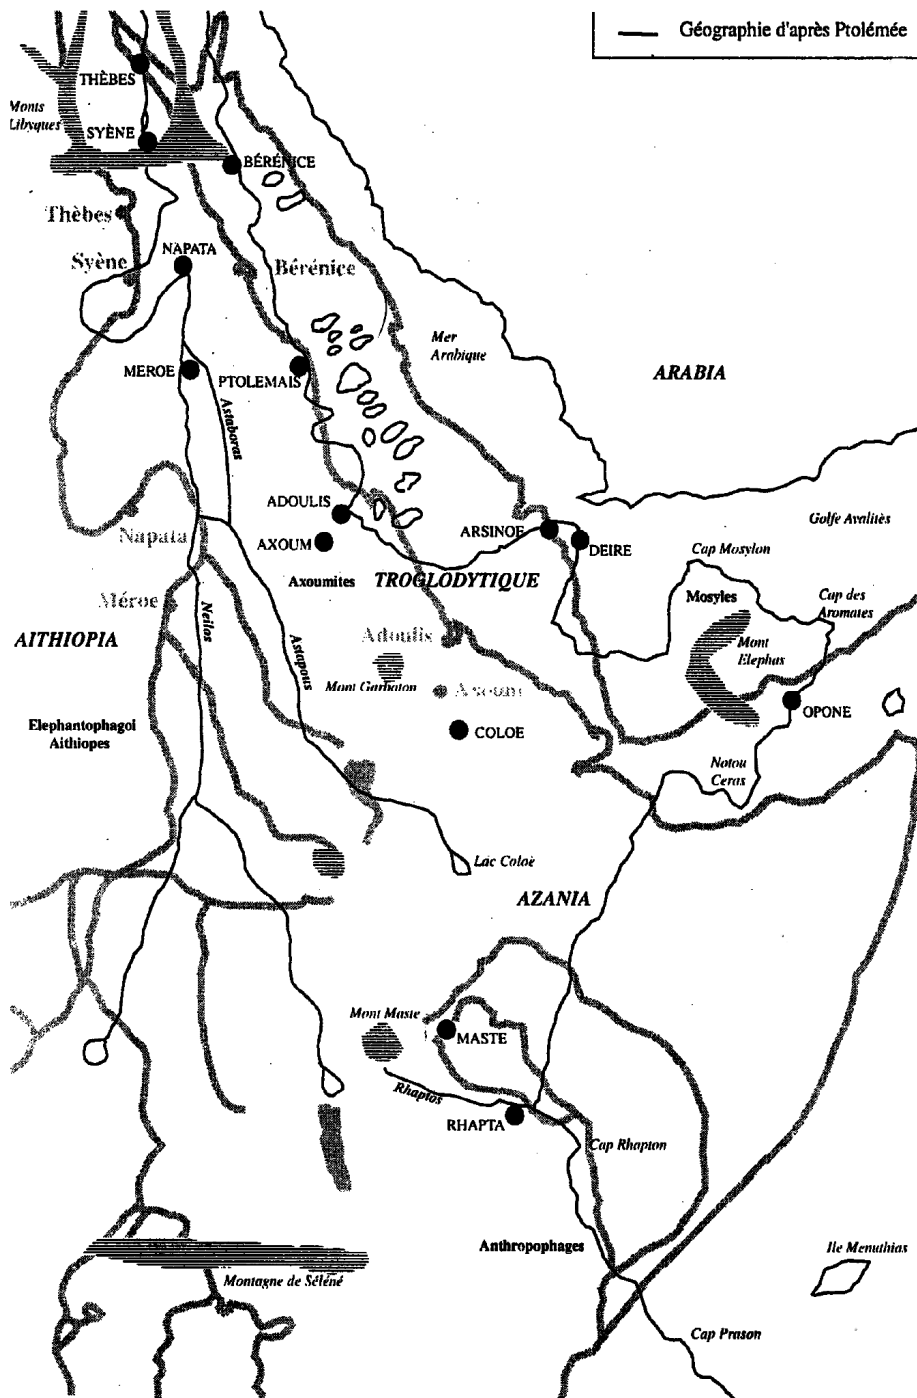 Géographie d'après Ptolémée
THÈBES
Monts
Libyques
SYÈNE
BÉRÉNICE
Thèbes
NAPATA
Syène
Bérénice
Mer
Arabique
MEROE
PTOLEMAIS
ARABIA
Astaboras
ADOULIS
ARSINOE
Golfe Avalitès
Napata
AXOUM
DEIRE
Cap Mosylon
Axoumites
TROGLODYTIQUE
Mosyles
Cap des
Aromates
Méroe
Neilos
AITHIOPIA
Astapous
Adoulis
Mont
Elephas
Mont Garbaton
Axoum
OPONE
Elephantophagoi
Aithiopes
COLOE
Notou
Ceras
Lac Coloè
AZANIA
Mont Maste
MASTE
Rhaptos
RHAPTA
Cap Rhapton
Anthropophages
Ile Menuthias
Montagne de Séléné
Cap Prason